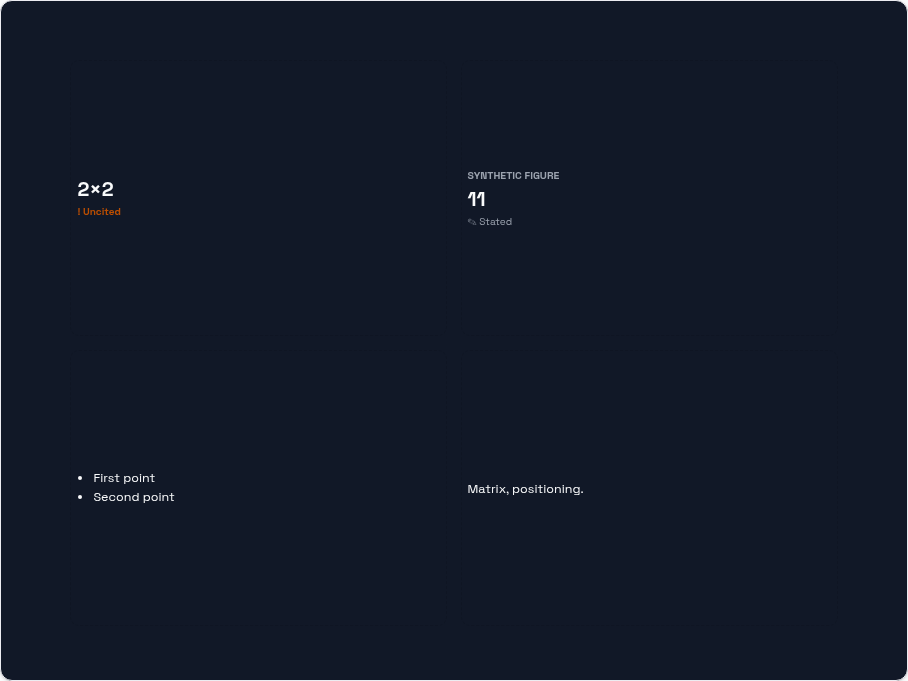 2×2
! Uncited
SYNTHETIC FIGURE
11
✎ Stated
• First point
• Second point
Matrix, positioning.